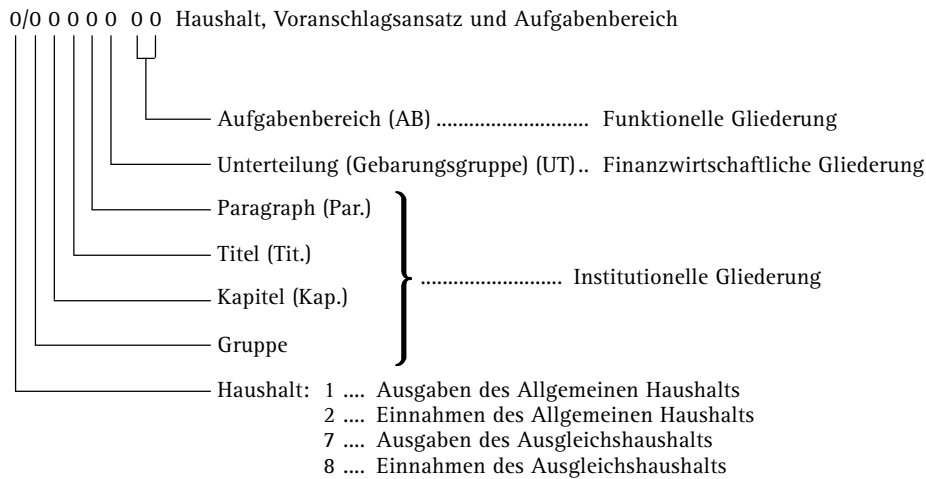 0/0 0 0 0 0 0 0 Haushalt, Voranschlagsansatz und Aufgabenbereich
Aufgabenbereich (AB) ............................ Funktionelle Gliederung
Unterteilung (Gebarungsgruppe) (UT) .. Finanzwirtschaftliche Gliederung
Paragraph (Par.)
Titel (Tit.)
.......................... Institutionelle Gliederung
Kapitel (Kap.)
Gruppe
Haushalt: 1 .... Ausgaben des Allgemeinen Haushalts
2 .... Einnahmen des Allgemeinen Haushalts
7 .... Ausgaben des Ausgleichshaushalts
8 .... Einnahmen des Ausgleichshaushalts